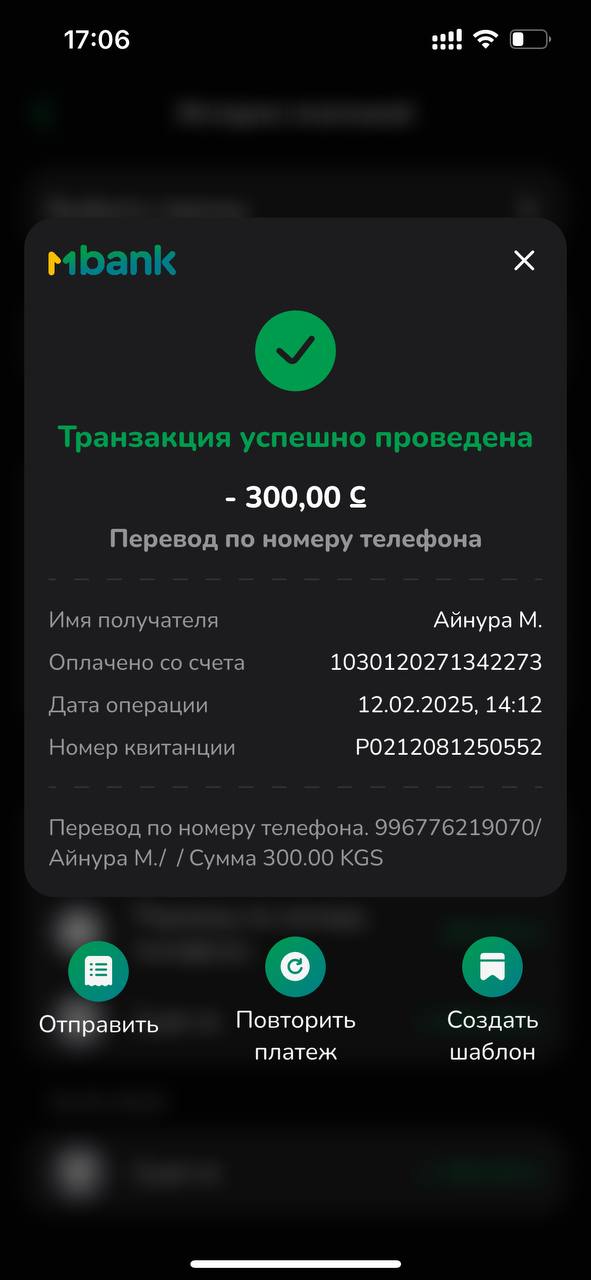 17:06
Mbank
Транзакция успешно проведена
- 300,00 С
Перевод по номеру телефона
Имя получателя Айнура М.
Оплачено со счета 1030120271342273
Дата операции 12.02.2025, 14:12
Номер квитанции P0212081250552
Перевод по номеру телефона. 996776219070/
Айнура М./ / Сумма 300.00 KGS
Отправить
Повторить
платеж
Создать
шаблон